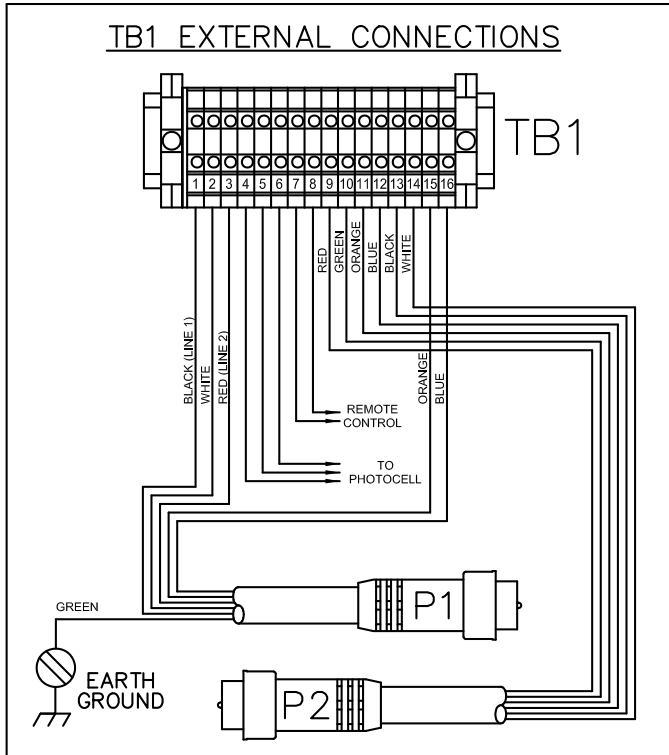 TB1 EXTERNAL CONNECTIONS
TB1
1 2 3 4 5 6 7 8 9 10 11 12 13 14 15 16
RED
GREEN
ORANGE
BLUE
BLACK
WHITE
BLACK (LINE 1)
WHITE
RED (LINE 2)
ORANGE
BLUE
REMOTE
CONTROL
TO
PHOTOCELL
P1
GREEN
EARTH
GROUND
P2